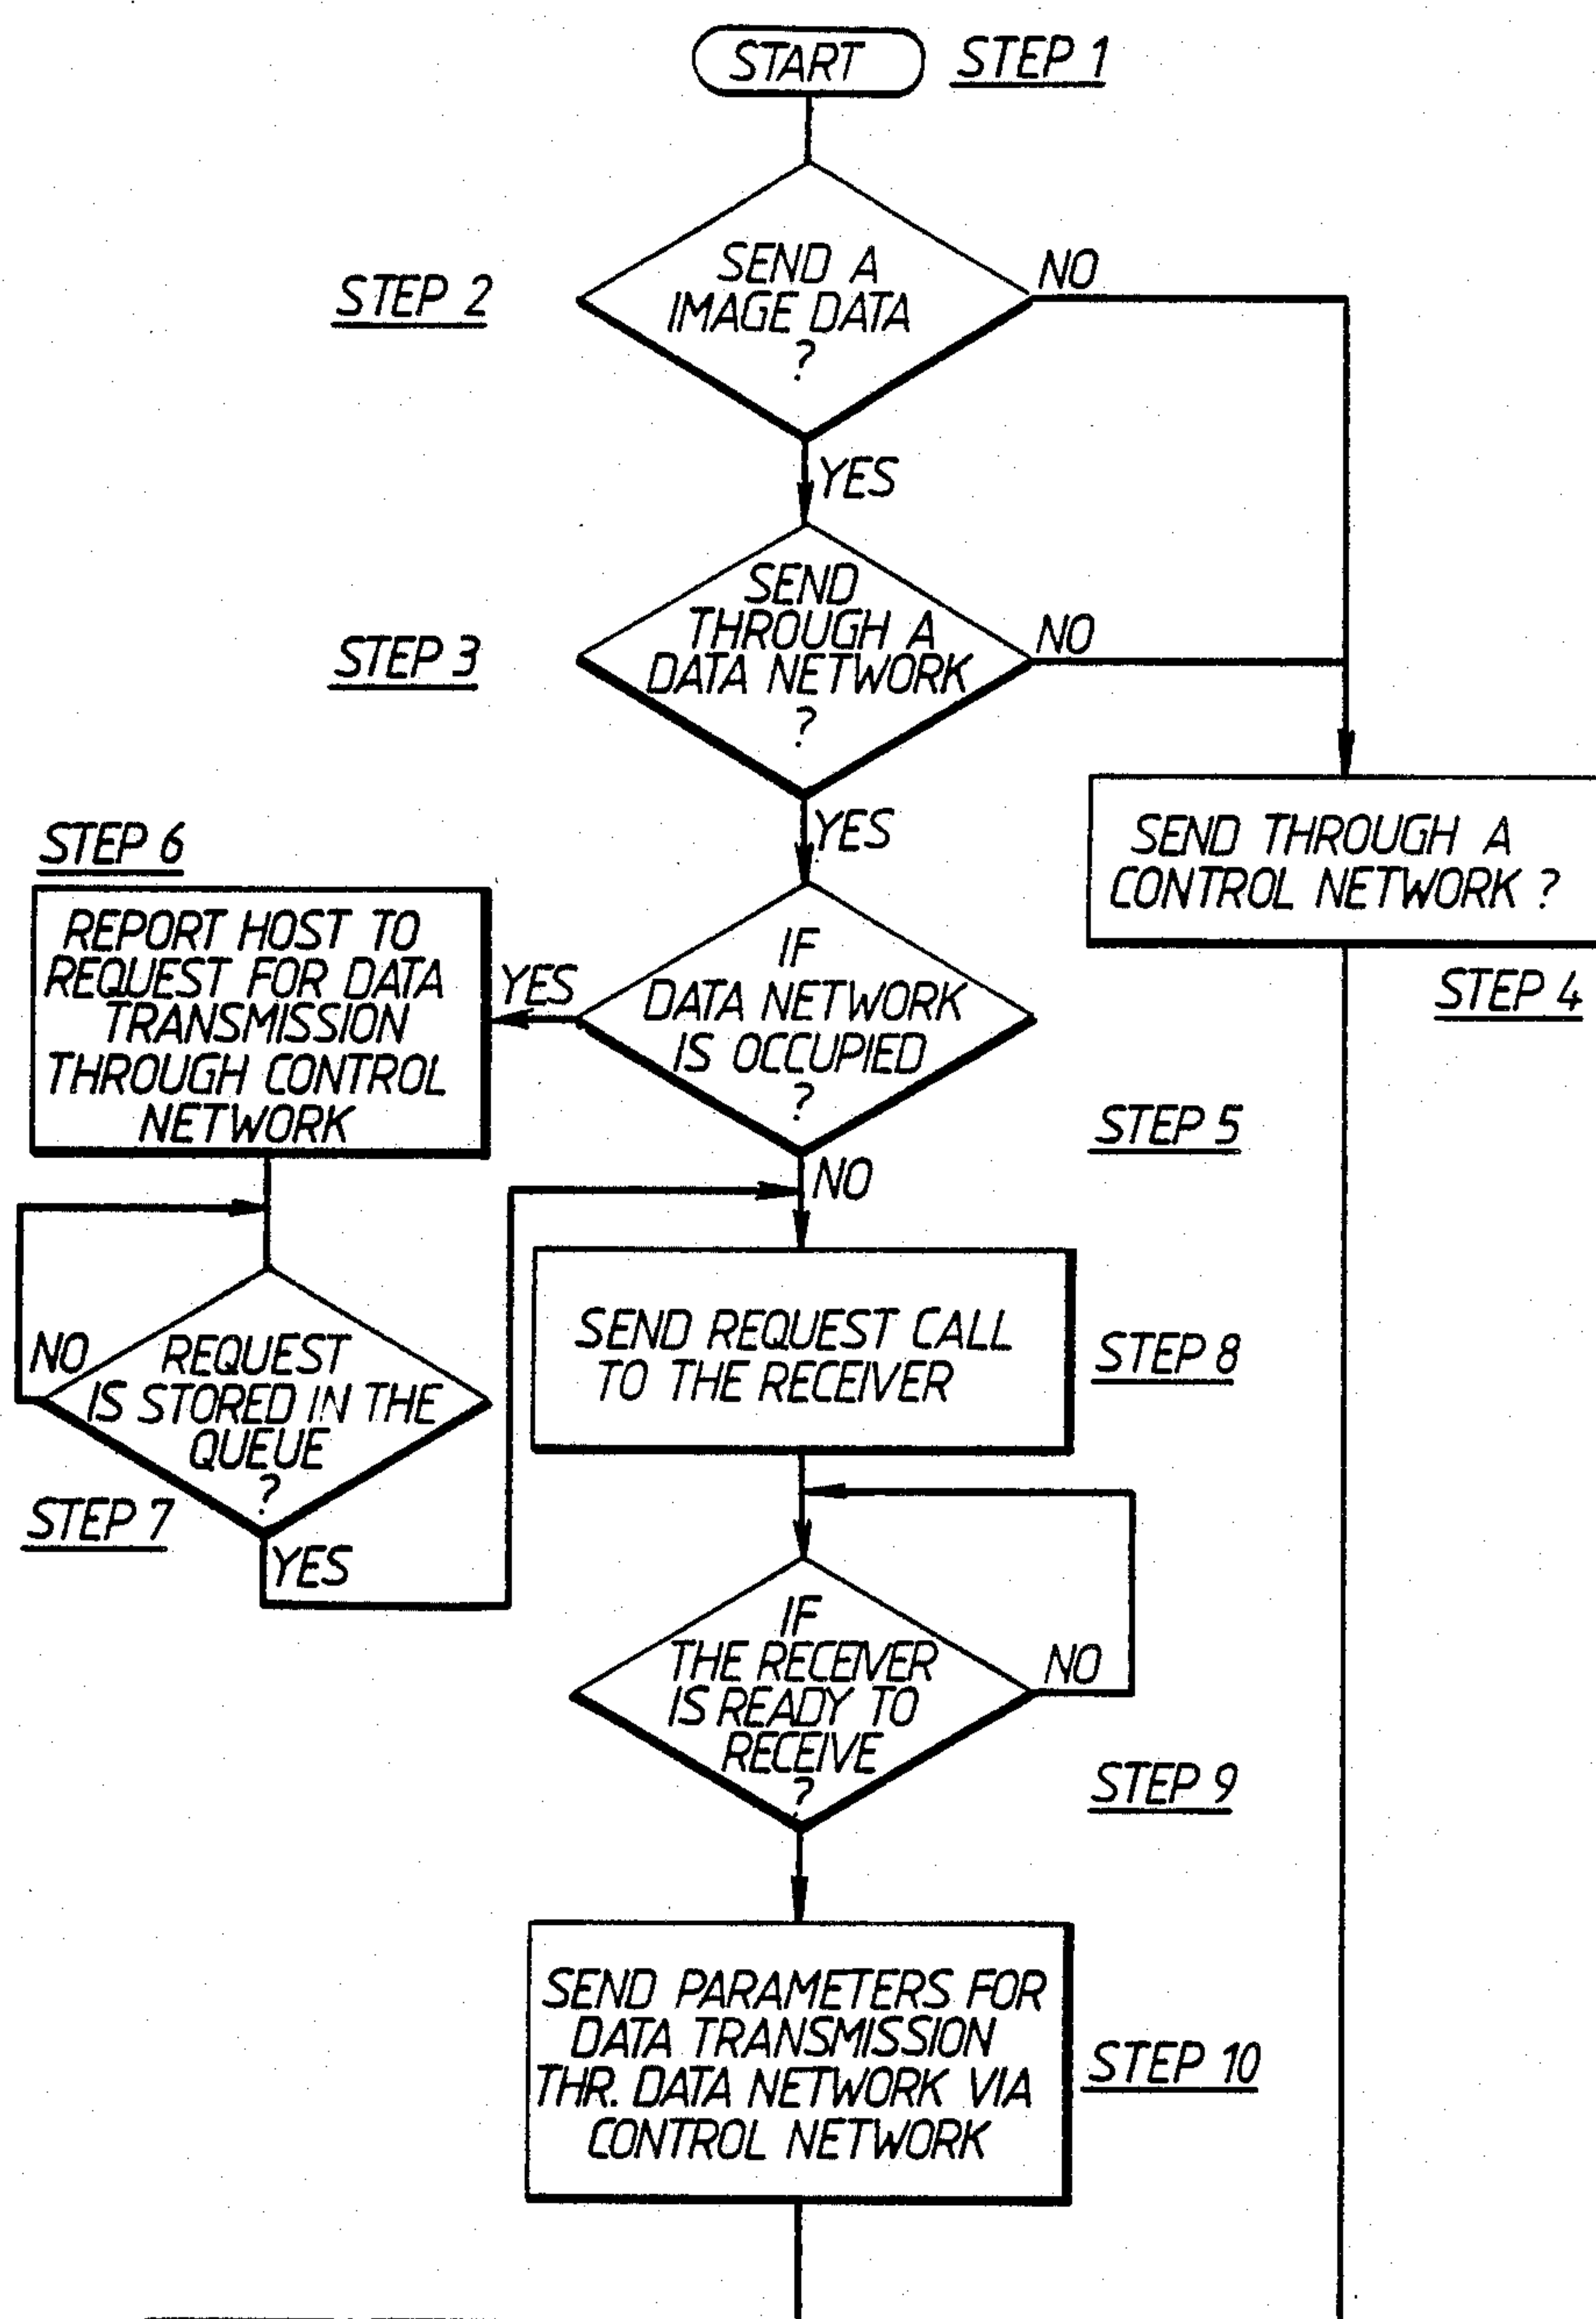 START
STEP 1
STEP 2
SEND A
IMAGE DATA
?
NO
YES
STEP 3
SEND
THROUGH A
DATA NETWORK
?
NO
YES
SEND THROUGH A
CONTROL NETWORK ?
STEP 4
STEP 6
REPORT HOST TO
REQUEST FOR DATA
TRANSMISSION
THROUGH CONTROL
NETWORK
YES
IF
DATA NETWORK
IS OCCUPIED
?
STEP 5
NO
NO
REQUEST
IS STORED IN THE
QUEUE
?
STEP 7
YES
SEND REQUEST CALL
TO THE RECEIVER
STEP 8
IF
THE RECEIVER
IS READY TO
RECEIVE
?
NO
STEP 9
SEND PARAMETERS FOR
DATA TRANSMISSION
THR. DATA NETWORK VIA
CONTROL NETWORK
STEP 10